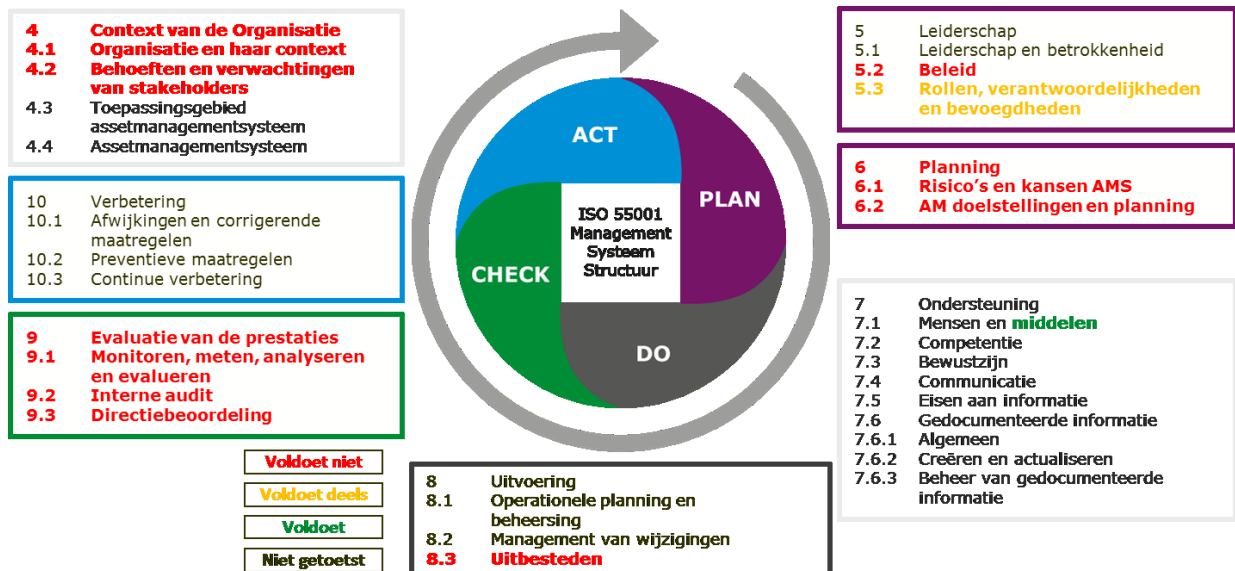 4 Context van de Organisatie
4.1 Organisatie en haar context
4.2 Behoeften en verwachtingen
van stakeholders
4.3 Toepassingsgebied
assetmanagementsysteem
4.4 Assetmanagementsysteem
10 Verbetering
10.1 Afwijkingen en corrigerende
maatregelen
10.2 Preventieve maatregelen
10.3 Continue verbetering
9 Evaluatie van de prestaties
9.1 Monitoren, meten, analyseren
en evalueren
9.2 Interne audit
9.3 Directiebeoordeling
Voldoet niet
Voldoet deels
Voldoet
Niet getoetst
ACT
PLAN
CHECK
DO
ISO 55001
Management
Systeem
Structuur
8 Uitvoering
8.1 Operationele planning en
beheersing
8.2 Management van wijzigingen
8.3 Uitbesteden
5 Leiderschap
5.1 Leiderschap en betrokkenheid
5.2 Beleid
5.3 Rollen, verantwoordelijkheden
en bevoegdheden
6 Planning
6.1 Risico's en kansen AMS
6.2 AM doelstellingen en planning
7 Ondersteuning
7.1 Mensen en middelen
7.2 Competentie
7.3 Bewustzijn
7.4 Communicatie
7.5 Eisen aan informatie
7.6 Gedocumenteerde informatie
7.6.1 Algemeen
7.6.2 Creëren en actualiseren
7.6.3 Beheer van gedocumenteerde
informatie